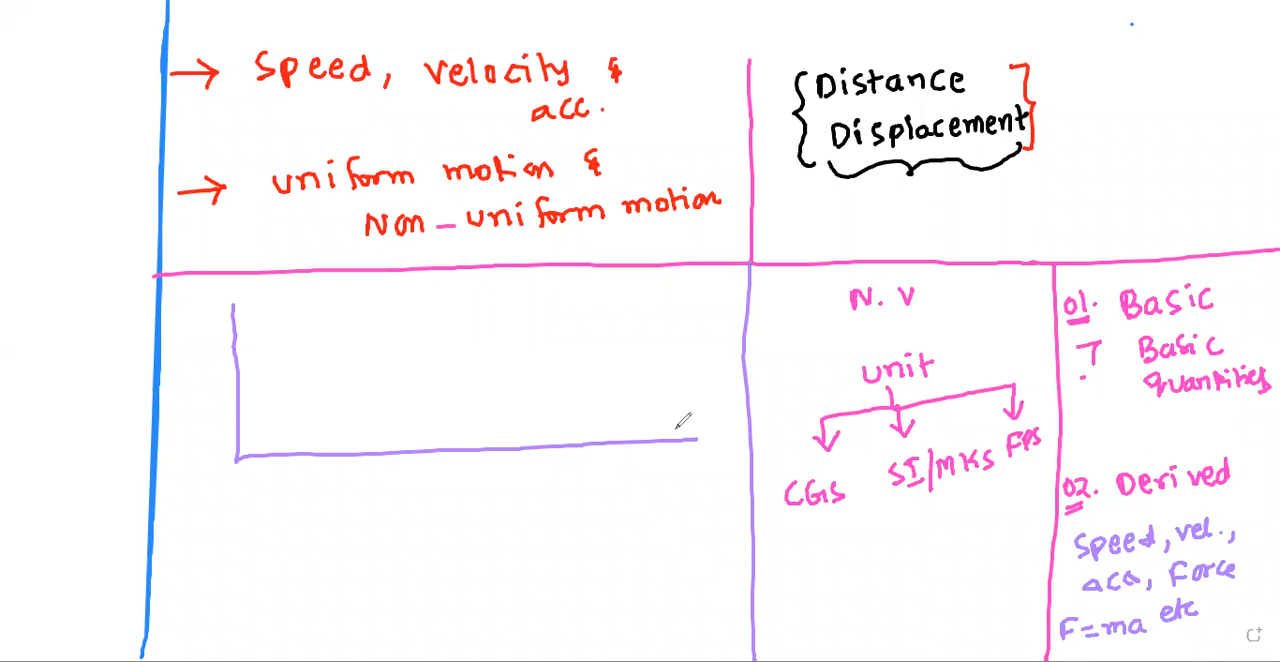 → Speed, velocity &
acc.
→ uniform motion &
Non-uniform motion
Distance
Displacement
N. V
unit
CGS SI/MKS FPS
01. Basic
7 Basic
quantities
02. Derived
Speed, vel.,
acc, Force
F=ma etc